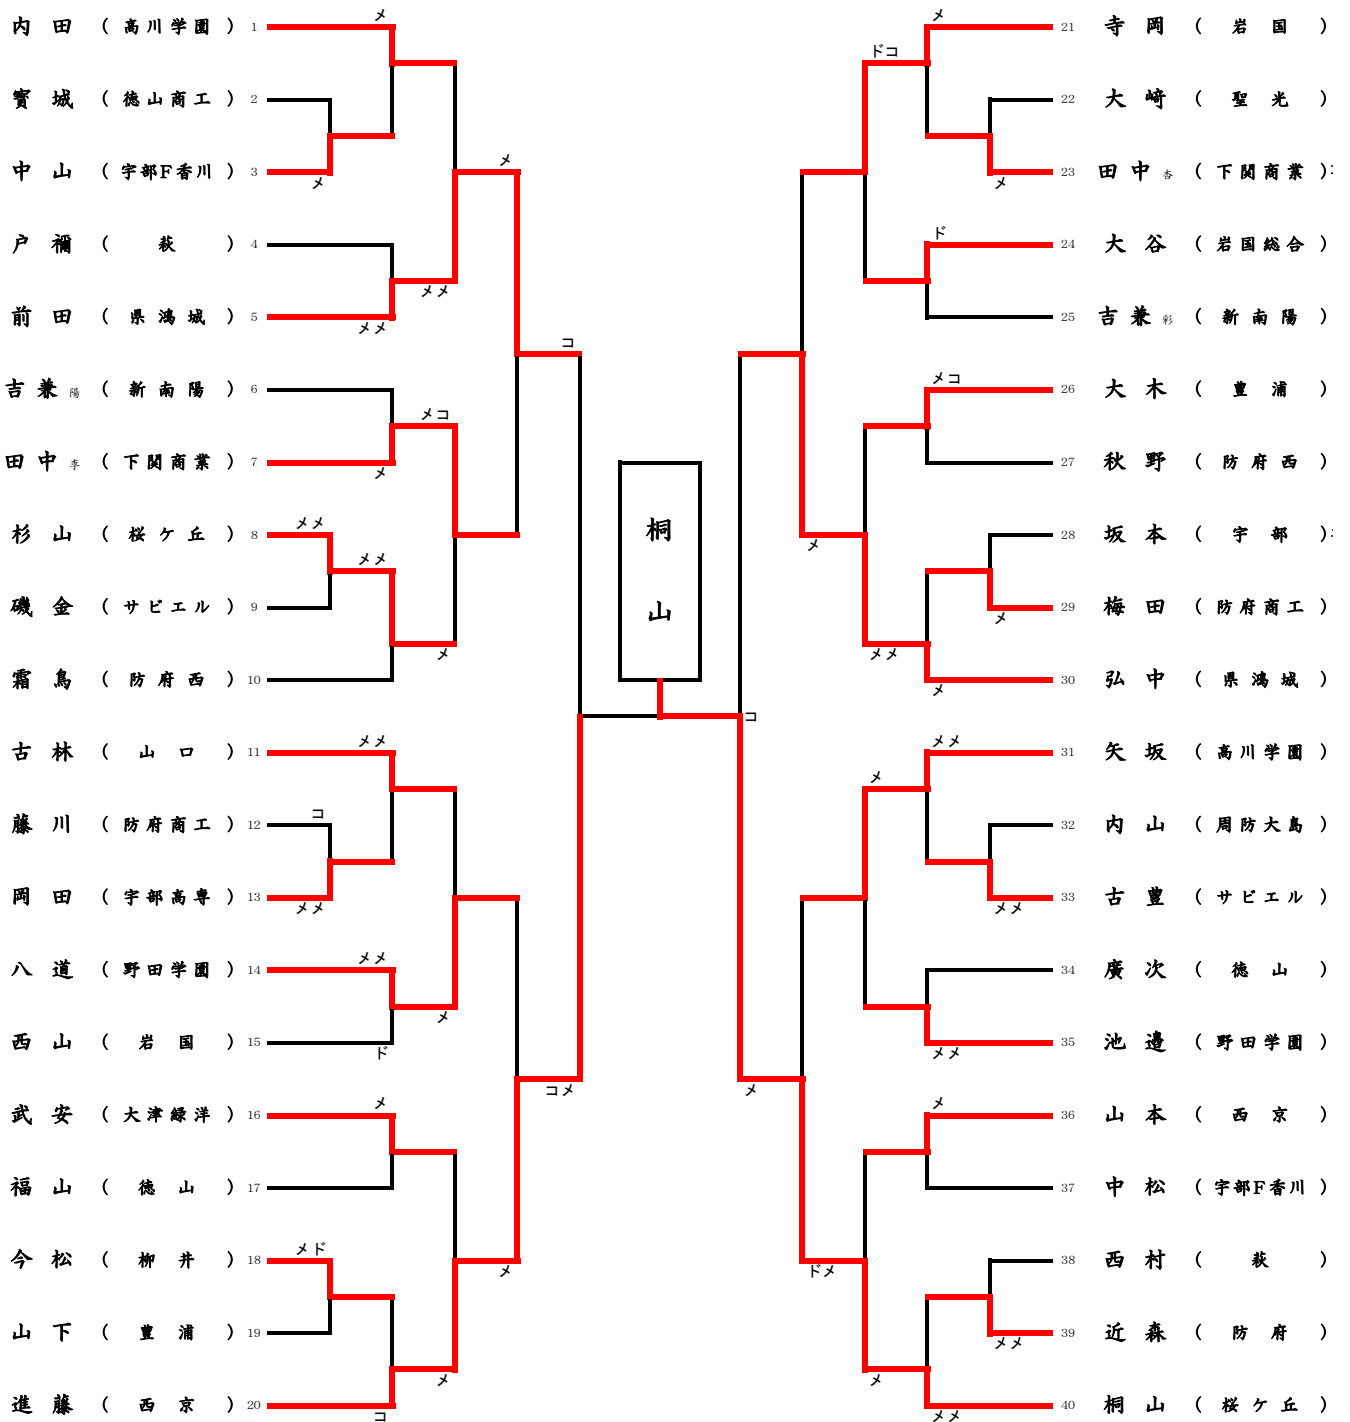 内田 (高川学園) 1
寳城 (徳山商工) 2
中山 (宇部F香川) 3
戸禰 (萩) 4
前田 (県鴻城) 5
吉兼陽 (新南陽) 6
田中李 (下関商業) 7
杉山 (桜ケ丘) 8
磯金 (サビエル) 9
霜鳥 (防府西) 10
古林 (山口) 11
藤川 (防府商工) 12
岡田 (宇部高専) 13
八道 (野田学園) 14
西山 (岩国) 15
武安 (大津緑洋) 16
福山 (徳山) 17
今松 (柳井) 18
山下 (豊浦) 19
進藤 (西京) 20
メ
メ
メメ
メメ
メ
メコ
メ
メメ
メメ
メ
コ
メメ
コ
メメ
メメ
メ
ド
コメ
メ
メド
メ
メ
コ
桐山
コ
メ
ドコ
メ
ド
メコ
メ
メ
メメ
メ
メメ
メ
メメ
メメ
メ
メ
ドメ
メメ
メ
メメ
21 寺岡 (岩国)
22 大﨑 (聖光)
23 田中杏 (下関商業)
24 大谷 (岩国総合)
25 吉兼彩 (新南陽)
26 大木 (豊浦)
27 秋野 (防府西)
28 坂本 (宇部)
29 梅田 (防府商工)
30 弘中 (県鴻城)
31 矢坂 (高川学園)
32 内山 (周防大島)
33 古豊 (サビエル)
34 廣次 (徳山)
35 池邉 (野田学園)
36 山本 (西京)
37 中松 (宇部F香川)
38 西村 (萩)
39 近森 (防府)
40 桐山 (桜ケ丘)